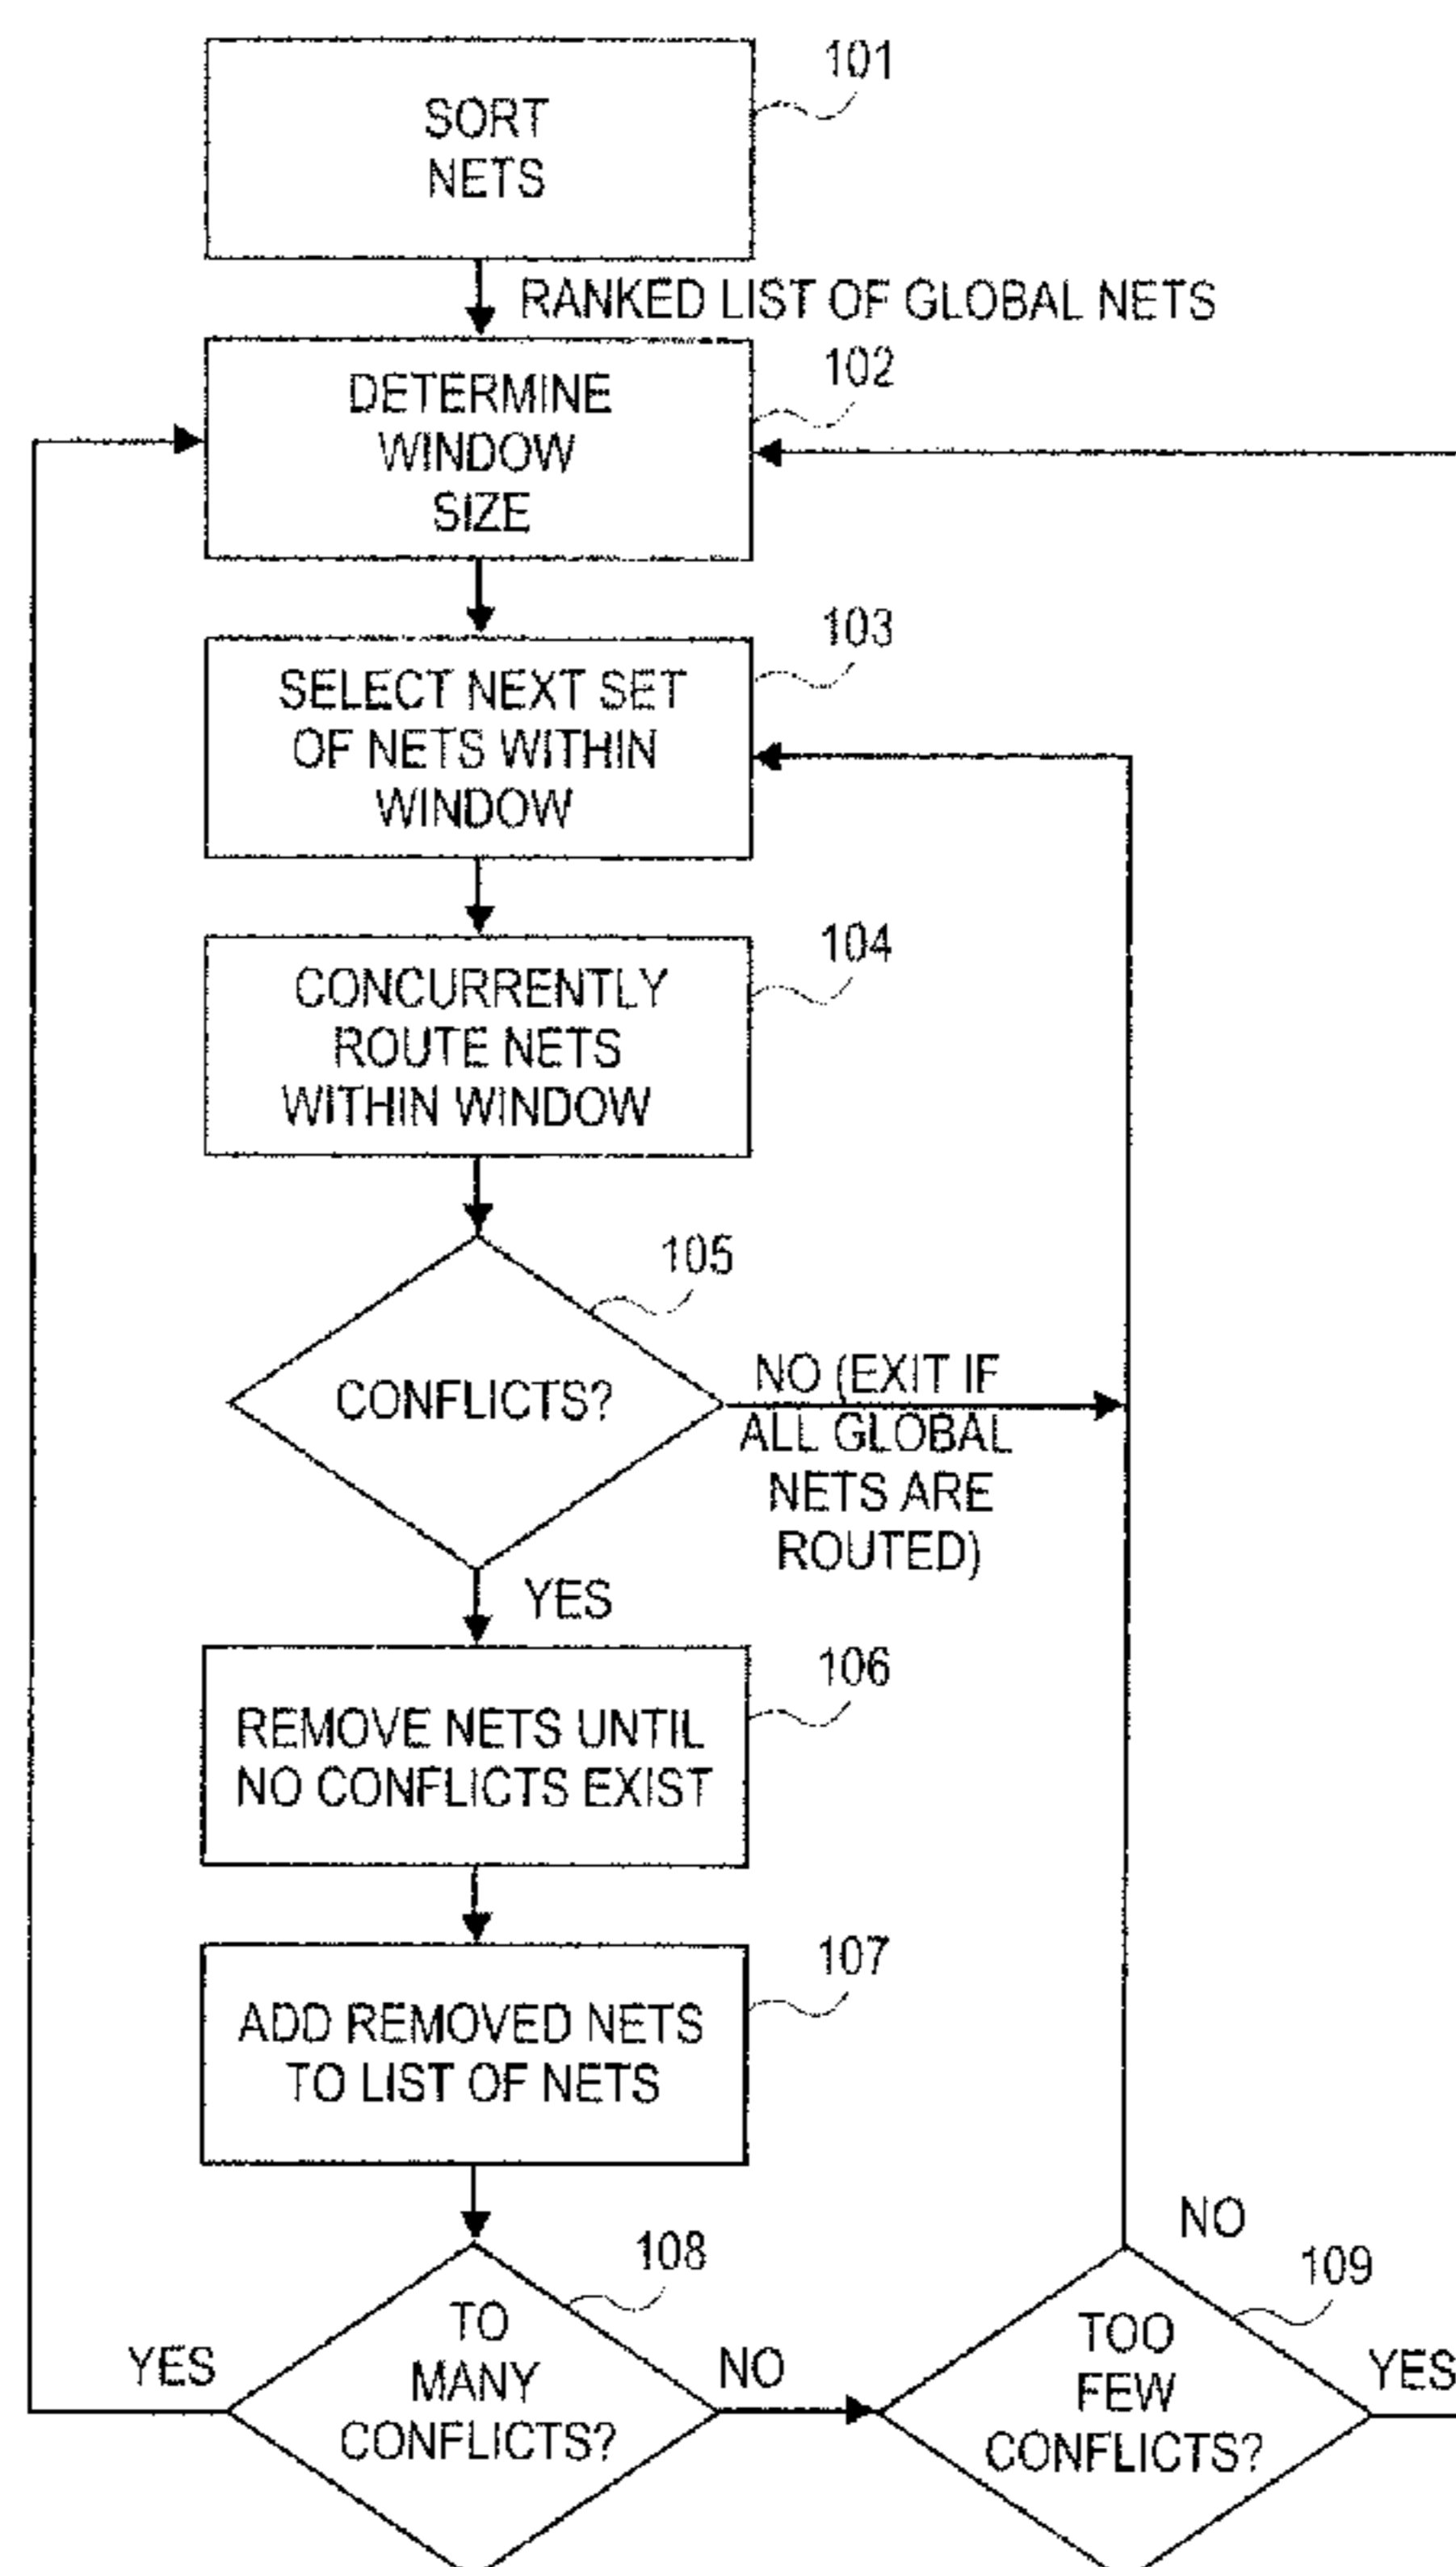 101
SORT
NETS
RANKED LIST OF GLOBAL NETS
102
DETERMINE
WINDOW
SIZE
103
SELECT NEXT SET
OF NETS WITHIN
WINDOW
104
CONCURRENTLY
ROUTE NETS
WITHIN WINDOW
105
CONFLICTS?
NO (EXIT IF
ALL GLOBAL
NETS ARE
ROUTED)
YES
106
REMOVE NETS UNTIL
NO CONFLICTS EXIST
107
ADD REMOVED NETS
TO LIST OF NETS
108
TO
MANY
CONFLICTS?
YES
NO
109
TOO
FEW
CONFLICTS?
NO
YES